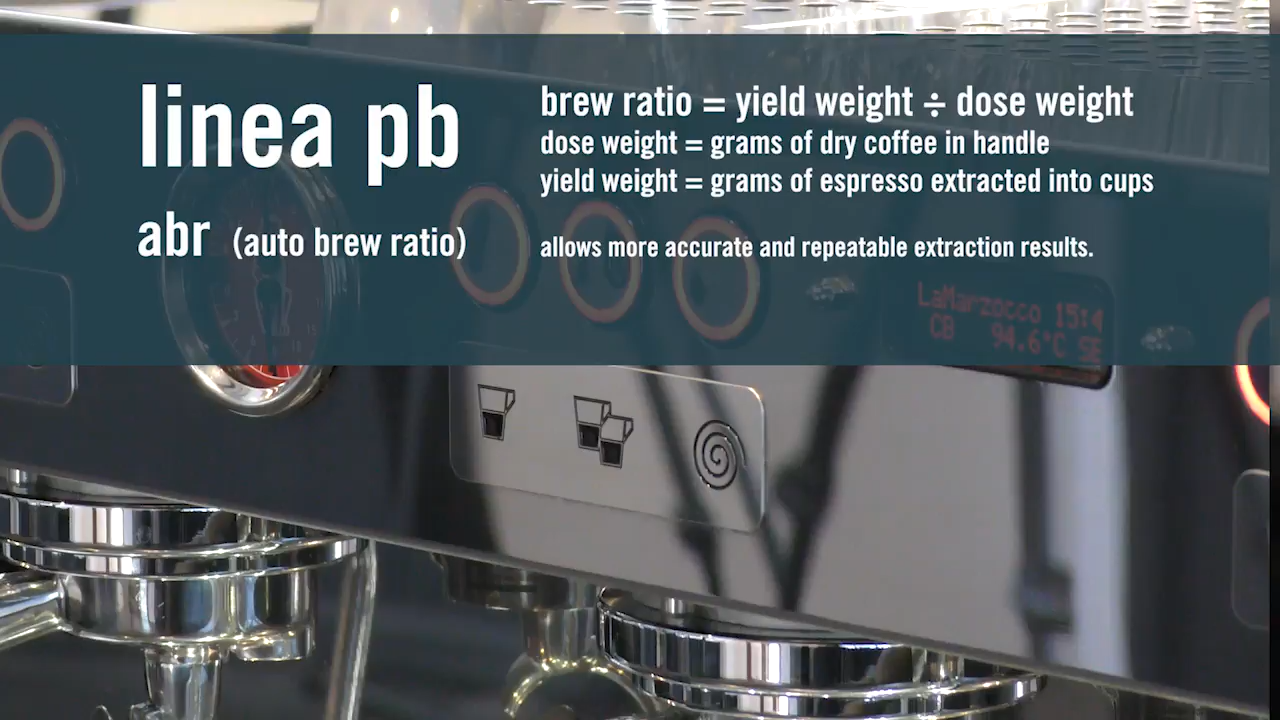 linea pb
abr (auto brew ratio)
brew ratio = yield weight ÷ dose weight
dose weight = grams of dry coffee in handle
yield weight = grams of espresso extracted into cups
allows more accurate and repeatable extraction results.
LaMarzocco 15:4
CB 94.6°C SE